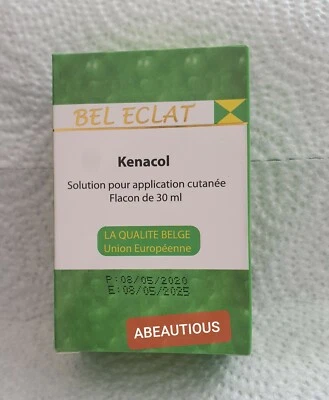 BEL ECLAT
Kenacol
Solution pour application cutanée
Flacon de 30 ml
LA QUALITE BELGE
Union Européenne
P:08/05/2020
E:08/05/2025
ABEAUTIOUS